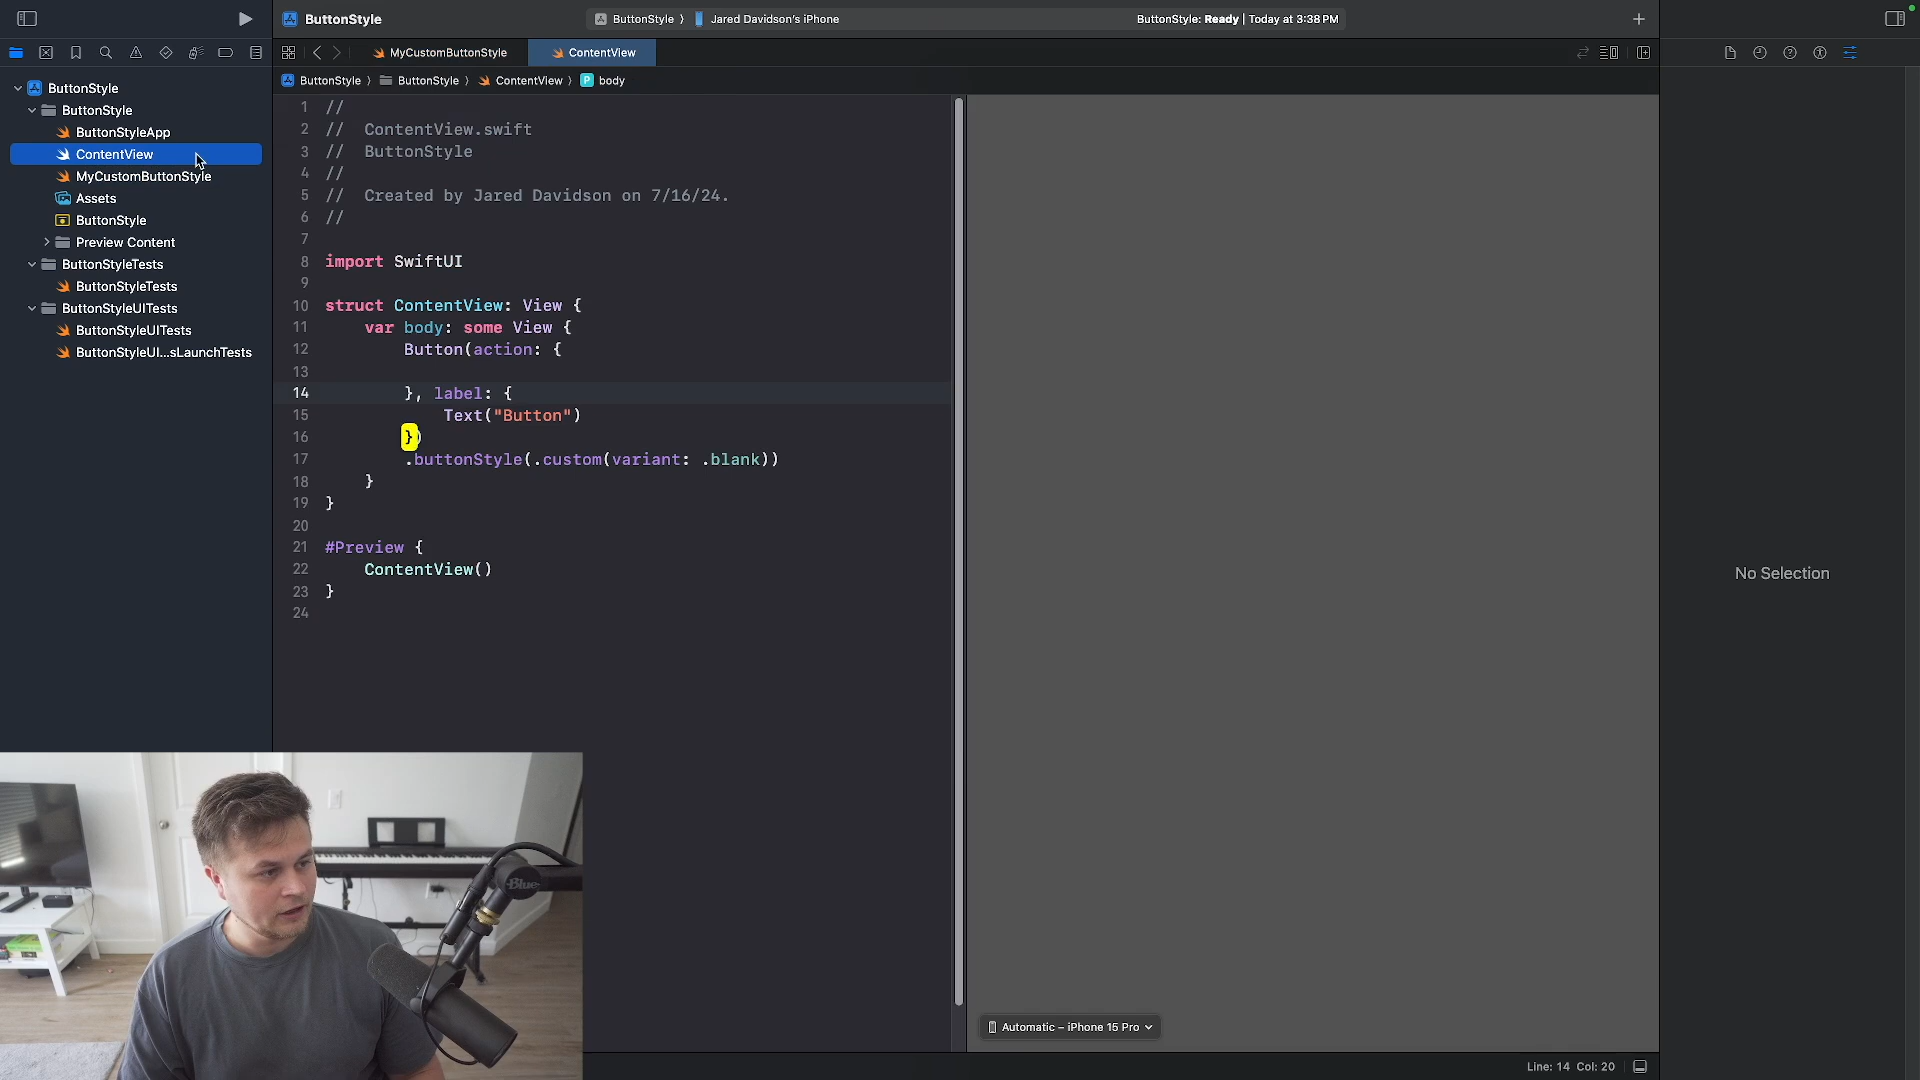 ButtonStyle
ButtonStyle 〉 Jared Davidson's iPhone
ButtonStyle: Ready | Today at 3:38 PM
MyCustomButtonStyle
ContentView
ButtonStyle 〉 ButtonStyle 〉 ContentView 〉 P body
ButtonStyle
ButtonStyle
ButtonStyleApp
ContentView
MyCustomButtonStyle
Assets
ButtonStyle
Preview Content
ButtonStyleTests
ButtonStyleTests
ButtonStyleUITests
ButtonStyleUITests
ButtonStyleUI...sLaunchTests
1 //
2 //  ContentView.swift
3 //  ButtonStyle
4 //
5 //  Created by Jared Davidson on 7/16/24.
6 //
7
8 import SwiftUI
9
10 struct ContentView: View {
11     var body: some View {
12         Button(action: {
13
14         }, label: {
15             Text("Button")
16         })
17         .buttonStyle(.custom(variant: .blank))
18     }
19 }
20
21 #Preview {
22     ContentView()
23 }
24
No Selection
Blue
Automatic – iPhone 15 Pro
Line: 14 Col: 20